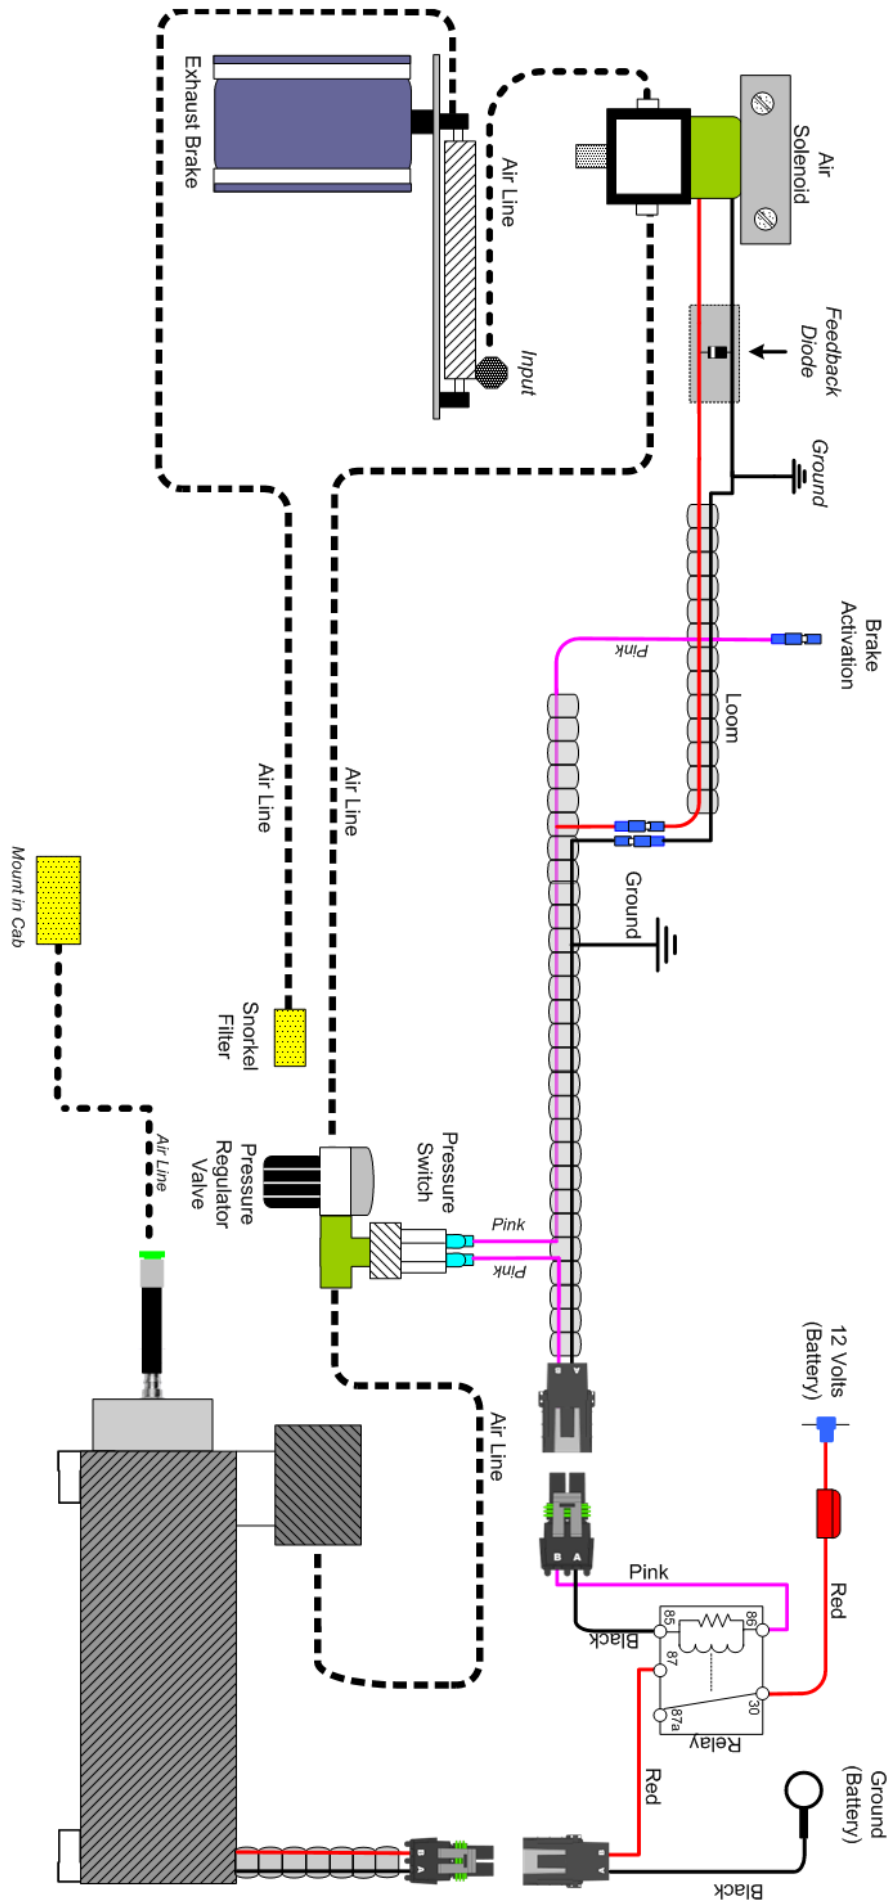 Air
Solenoid
Exhaust Brake
Air Line
Input
Feedback
Diode
Ground
Brake
Activation
Pink
Loom
Air Line
Air Line
Ground
Mount in Cab
Snorkel
Filter
Pressure
Switch
Pressure
Regulator
Valve
Air Line
Pink
Pink
12 Volts
(Battery)
B A
Air Line
B A
Pink
Red
Black
85
86
87
87a
30
Relay
Red
Ground
(Battery)
B A
B A
Black